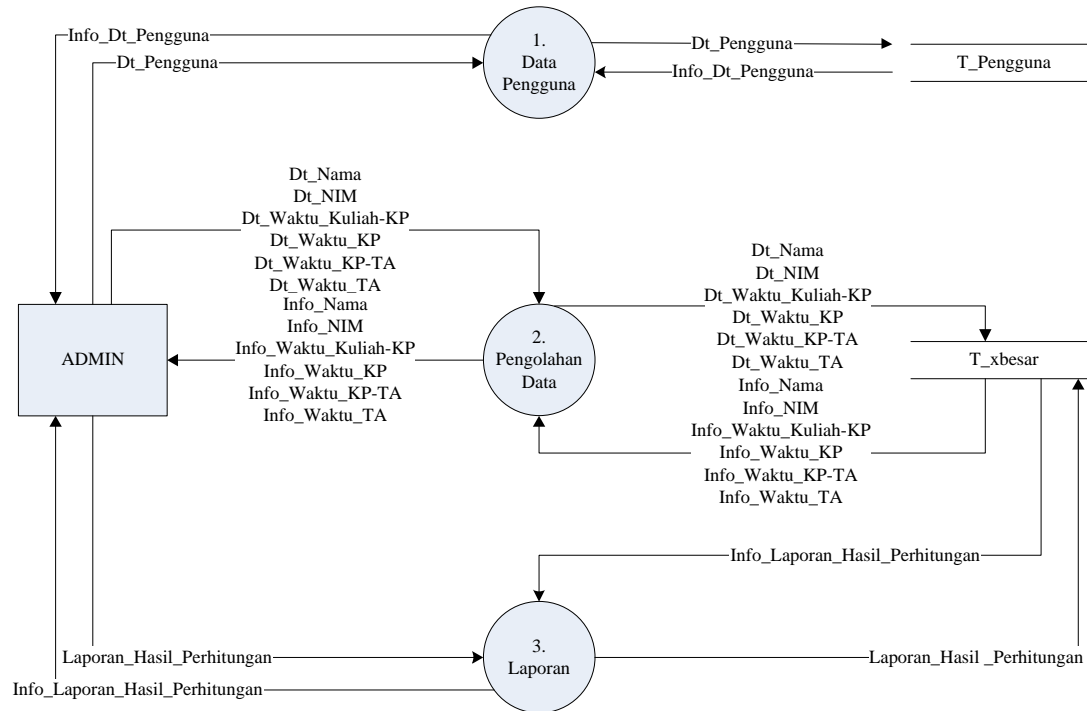 Info_Dt_Pengguna
Dt_Pengguna
1.
Data
Pengguna
Dt_Pengguna
Info_Dt_Pengguna
T_Pengguna
Dt_Nama
Dt_NIM
Dt_Waktu_Kuliah-KP
Dt_Waktu_KP
Dt_Waktu_KP-TA
Dt_Waktu_TA
Info_Nama
Info_NIM
Info_Waktu_Kuliah-KP
Info_Waktu_KP
Info_Waktu_KP-TA
Info_Waktu_TA
ADMIN
2.
Pengolahan
Data
Dt_Nama
Dt_NIM
Dt_Waktu_Kuliah-KP
Dt_Waktu_KP
Dt_Waktu_KP-TA
Dt_Waktu_TA
Info_Nama
Info_NIM
Info_Waktu_Kuliah-KP
Info_Waktu_KP
Info_Waktu_KP-TA
Info_Waktu_TA
T_xbesar
Info_Laporan_Hasil_Perhitungan
Laporan_Hasil_Perhitungan
Info_Laporan_Hasil_Perhitungan
3.
Laporan
Laporan_Hasil _Perhitungan